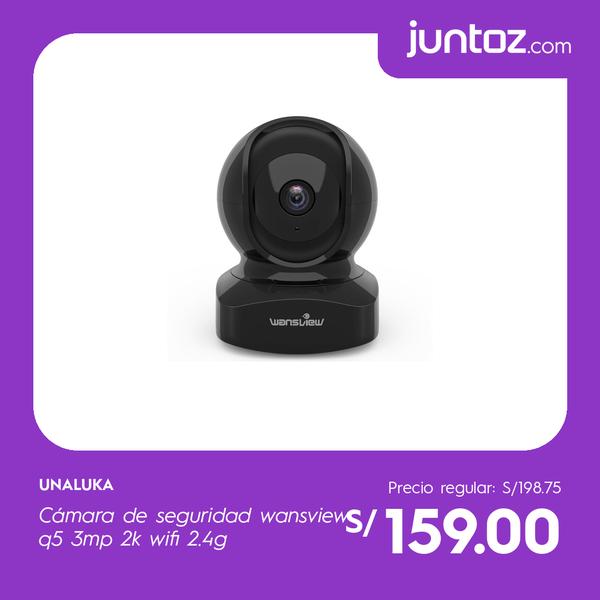 juntoz.com
wansview
UNALUKA
Precio regular: S/198.75
Cámara de seguridad wansview
q5 3mp 2k wifi 2.4g
S/159.00